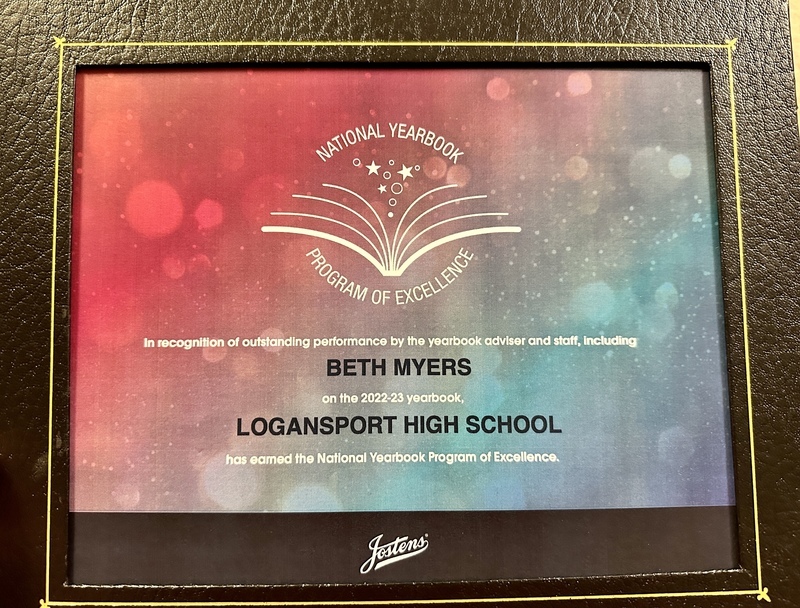 NATIONAL YEARBOOK
PROGRAM OF EXCELLENCE
In recognition of outstanding performance by the yearbook adviser and staff, including
BETH MYERS
on the 2022-23 yearbook,
LOGANSPORT HIGH SCHOOL
has earned the National Yearbook Program of Excellence.
Jostens®